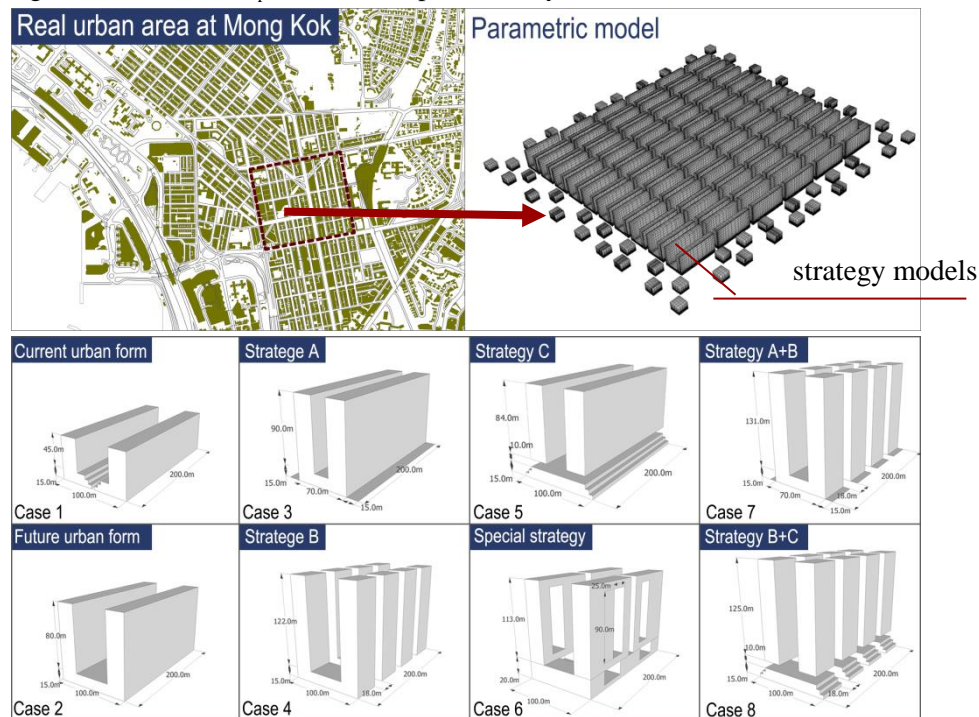 Real urban area at Mong Kok
Parametric model
strategy models
Current urban form
45.0m
15.0m
100.0m
200.0m
Case 1
Stratege A
90.0m
15.0m
70.0m
15.0m
200.0m
Case 3
Strategy C
84.0m
10.0m
15.0m
100.0m
200.0m
Case 5
Strategy A+B
131.0m
15.0m
70.0m
18.0m
15.0m
Case 7
Future urban form
80.0m
15.0m
100.0m
200.0m
Case 2
Stratege B
122.0m
15.0m
100.0m
18.0m
200.0m
Case 4
Special strategy
25.0m
113.0m
90.0m
20.0m
100.0m
200.0m
Case 6
Strategy B+C
125.0m
10.0m
15.0m
100.0m
18.0m
200.0m
Case 8